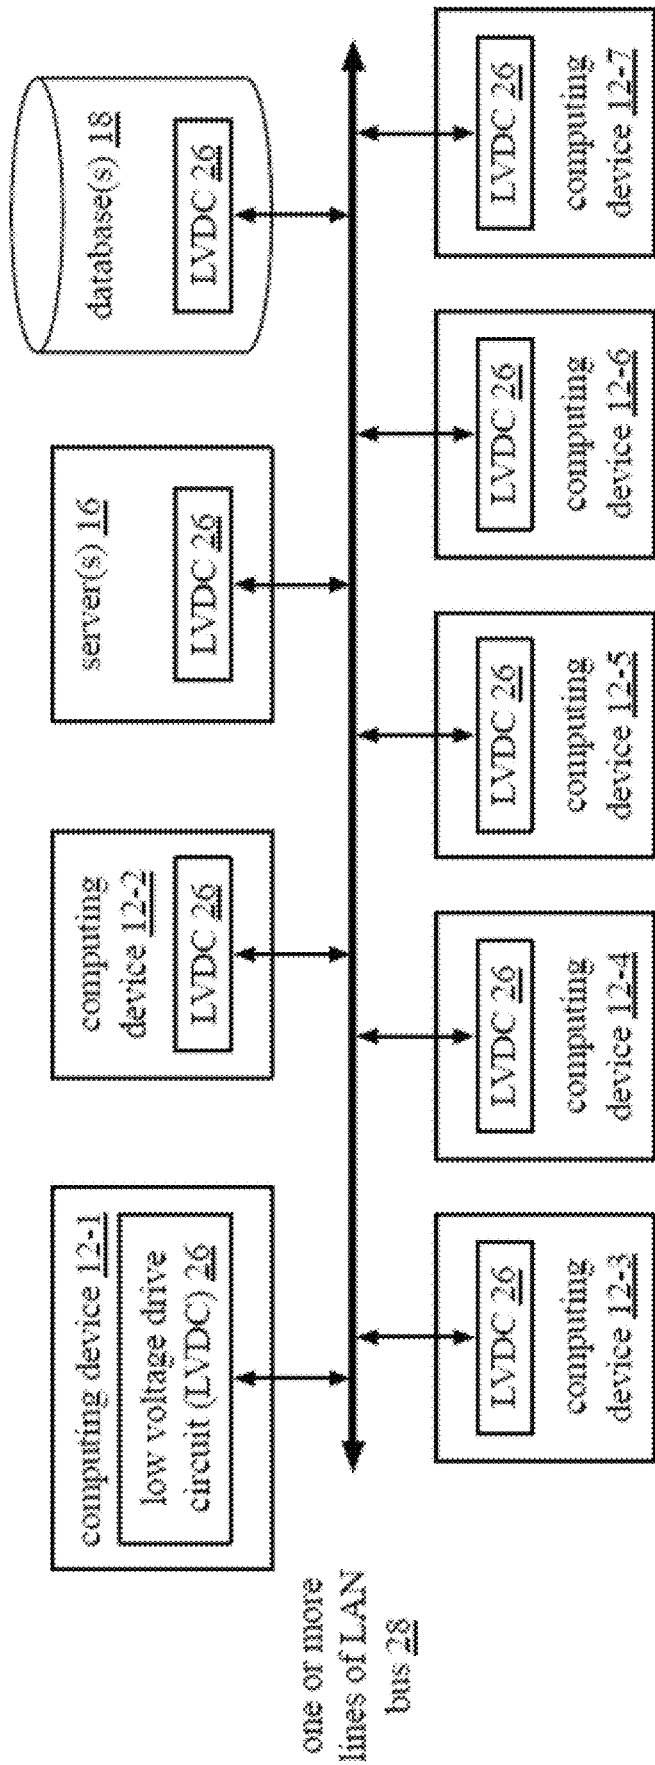 computing device 12-1
low voltage drive
circuit (LVDC) 26
computing
device 12-2
LVDC 26
server(s) 16
LVDC 26
database(s) 18
LVDC 26
one or more
lines of LAN
bus 28
LVDC 26
computing
device 12-3
LVDC 26
computing
device 12-4
LVDC 26
computing
device 12-5
LVDC 26
computing
device 12-6
LVDC 26
computing
device 12-7